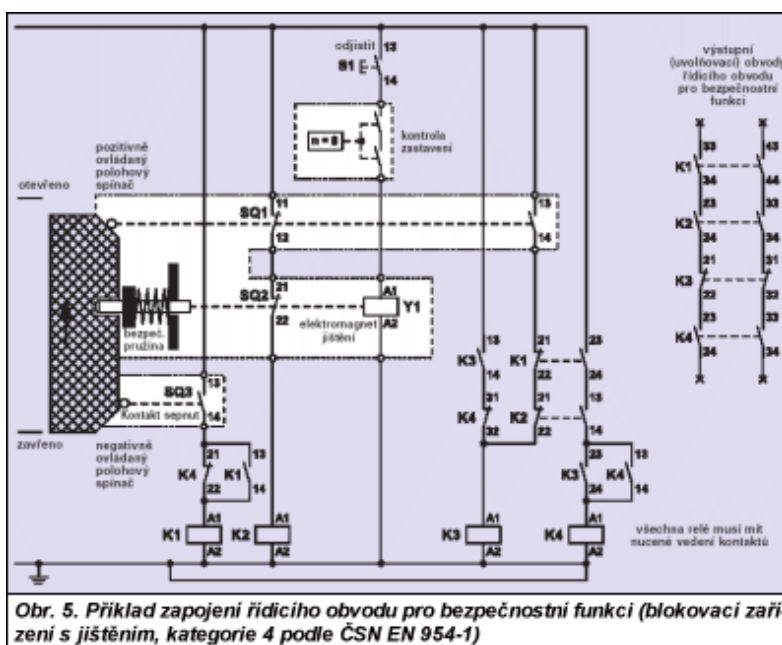 odjistit
13
S1
14
n = 0
kontrola
zastavení
výstupní
(uvolňovací) obvody
řídicího obvodu
pro bezpečnostní
funkci
pozitivně
ovládaný
polohový
spínač
otevřeno
SQ1
11
12
13
14
SQ2
21
22
A1
Y1
A2
elektromagnet
jištění
bezpeč.
pružina
SQ3
13
14
Kontakt sepnut
zavřeno
negativně
ovládaný
polohový
spínač
K4
21
22
K1
13
14
K1
A1
A2
K2
A1
A2
K3
13
14
K4
31
32
K1
21
22
23
24
K2
21
22
13
14
K3
23
24
K4
13
14
K3
A1
A2
K4
A1
A2
33
43
K1
34
44
23
33
K2
24
34
21
31
K3
22
32
23
33
K4
24
34
všechna relé musí mít
nucené vedení kontaktů
Obr. 5. Příklad zapojení řídicího obvodu pro bezpečnostní funkci (blokovací zaří-
zení s jištěním, kategorie 4 podle ČSN EN 954-1)